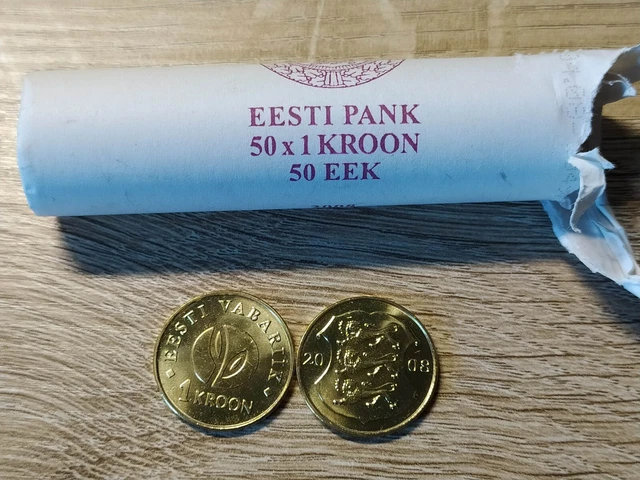 EESTI PANK
50 x 1 KROON
50 EEK
EESTI VABARIIK
1 KROON
20 08